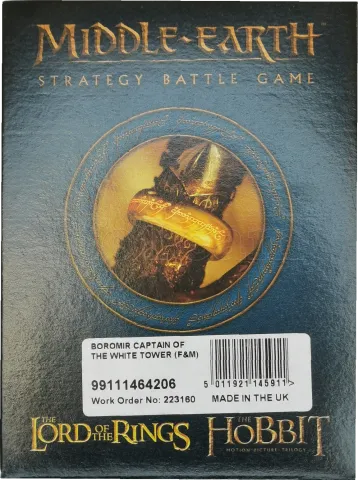 MIDDLE-EARTH
STRATEGY BATTLE GAME
BOROMIR CAPTAIN OF
THE WHITE TOWER (F&M)
99111464206
Work Order No: 223160
5 011921 145911 >
MADE IN THE UK
THE
LORD OF THE RINGS
THE
HOBBIT
MOTION PICTURE TRILOGY